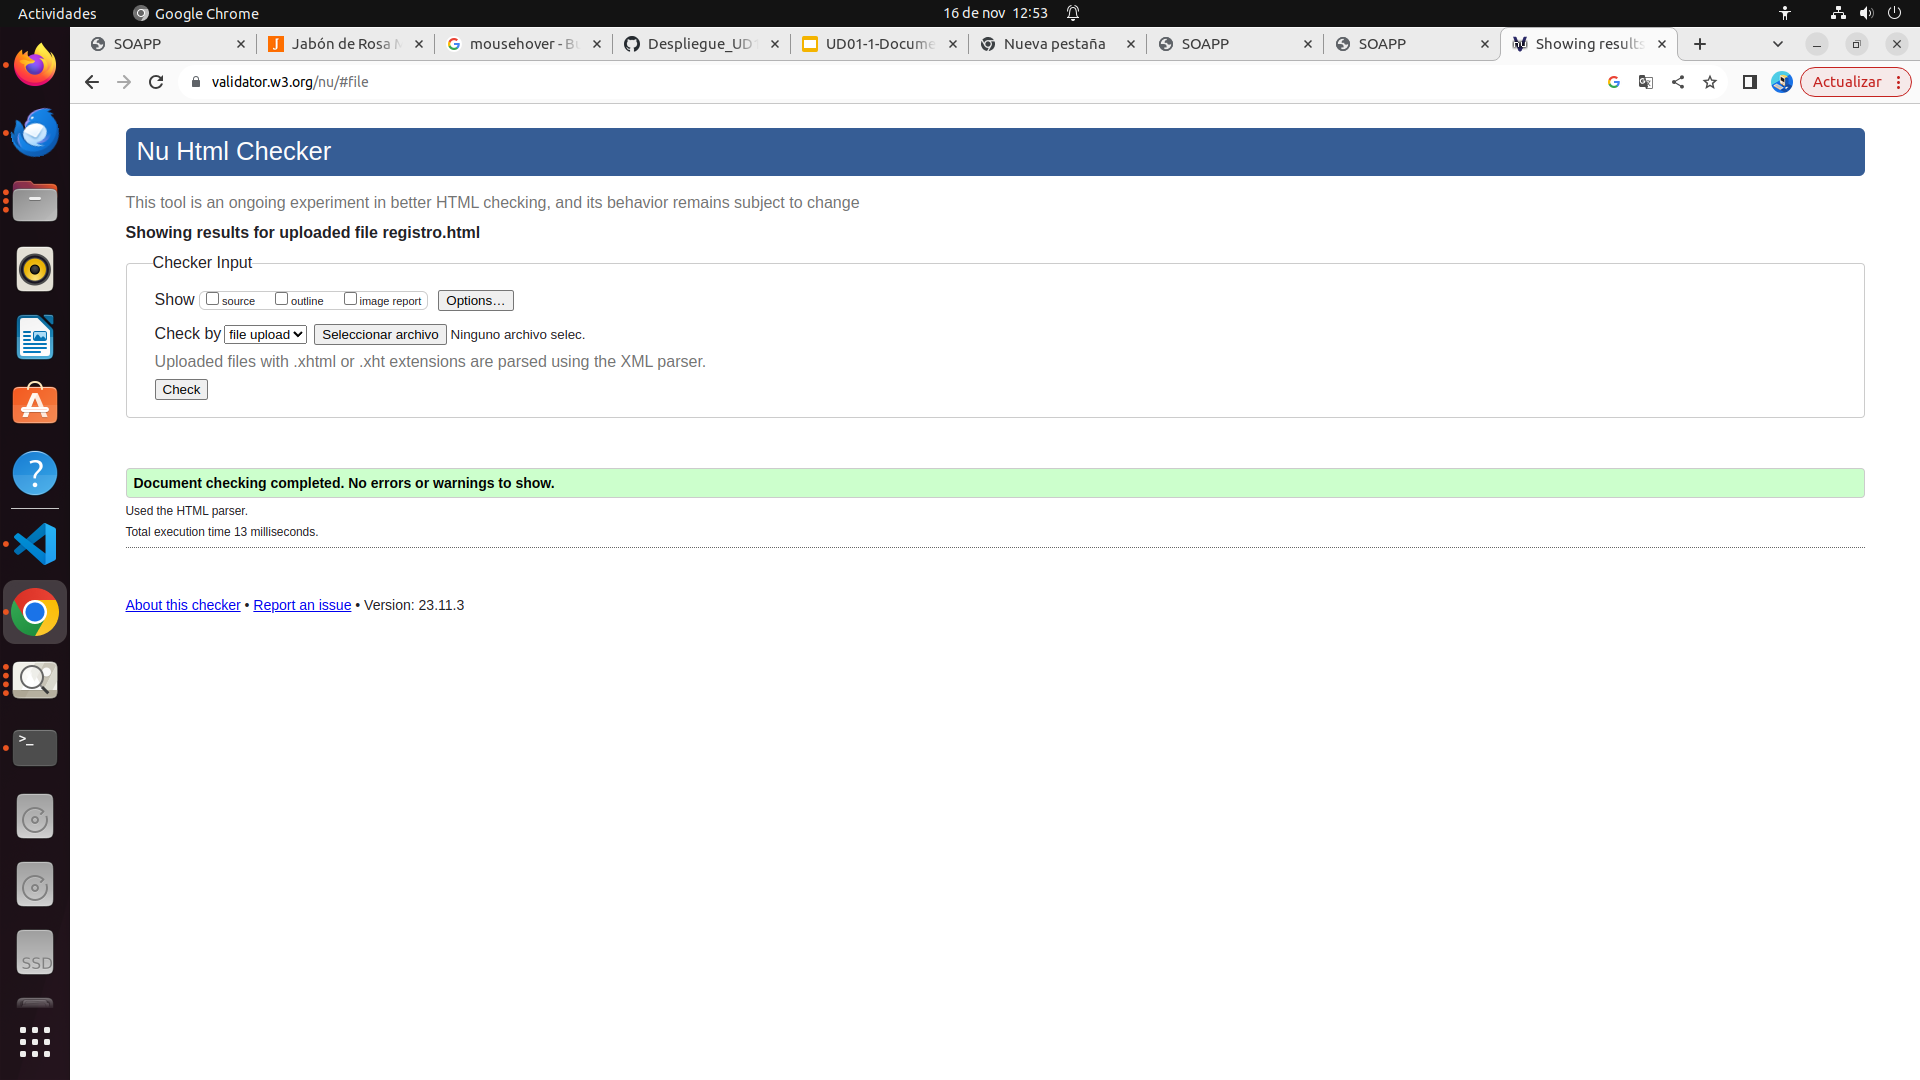 Actividades
Google Chrome
16 de nov 12:53
SOAPP
Jabón de Rosa
mousehover - B
Despliegue_UD
UD01-1-Docume
Nueva pestaña
SOAPP
SOAPP
Showing results
validator.w3.org/nu/#file
Actualizar
Nu Html Checker
This tool is an ongoing experiment in better HTML checking, and its behavior remains subject to change
Showing results for uploaded file registro.html
Checker Input
Show source outline image report Options...
Check by file upload Seleccionar archivo Ninguno archivo selec.
Uploaded files with .xhtml or .xht extensions are parsed using the XML parser.
Check
Document checking completed. No errors or warnings to show.
Used the HTML parser.
Total execution time 13 milliseconds.
About this checker • Report an issue • Version: 23.11.3
SSD